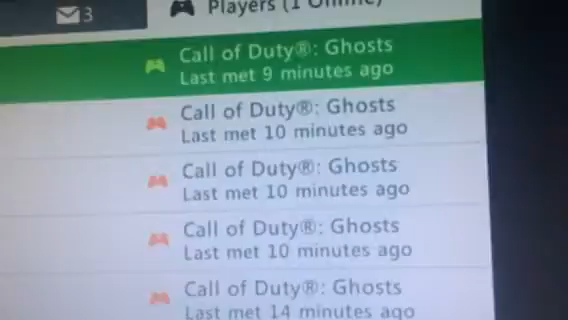 3
Players (1 Online)
Call of Duty®: Ghosts
Last met 9 minutes ago
Call of Duty®: Ghosts
Last met 10 minutes ago
Call of Duty®: Ghosts
Last met 10 minutes ago
Call of Duty®: Ghosts
Last met 10 minutes ago
Call of Duty®: Ghosts
Last met 14 minutes ago